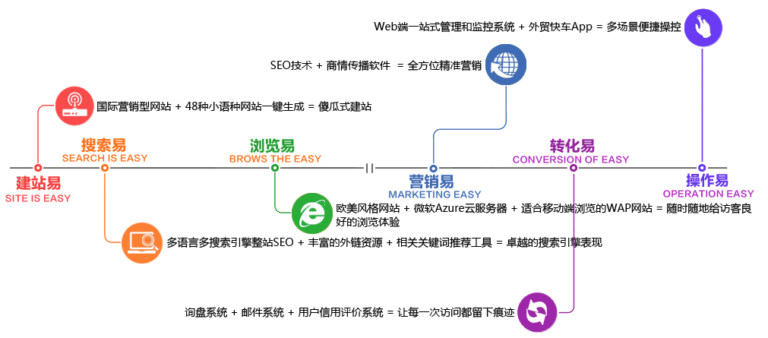 Web端一站式管理和监控系统 + 外贸快车App = 多场景便捷操控
SEO技术 + 商情传播软件 = 全方位精准营销
国际营销型网站 + 48种小语种网站一键生成 = 傻瓜式建站
搜索易
SEARCH IS EASY
浏览易
BROWS THE EASY
转化易
CONVERSION OF EASY
建站易
SITE IS EASY
营销易
MARKETING EASY
操作易
OPERATION EASY
欧美风格网站 + 微软Azure云服务器 + 适合移动端浏览的WAP网站 = 随时随地给访客良
好的浏览体验
多语言多搜索引擎整站SEO + 丰富的外链资源 + 相关关键词推荐工具 = 卓越的搜索引擎表现
询盘系统 + 邮件系统 + 用户信用评价系统 = 让每一次访问都留下痕迹